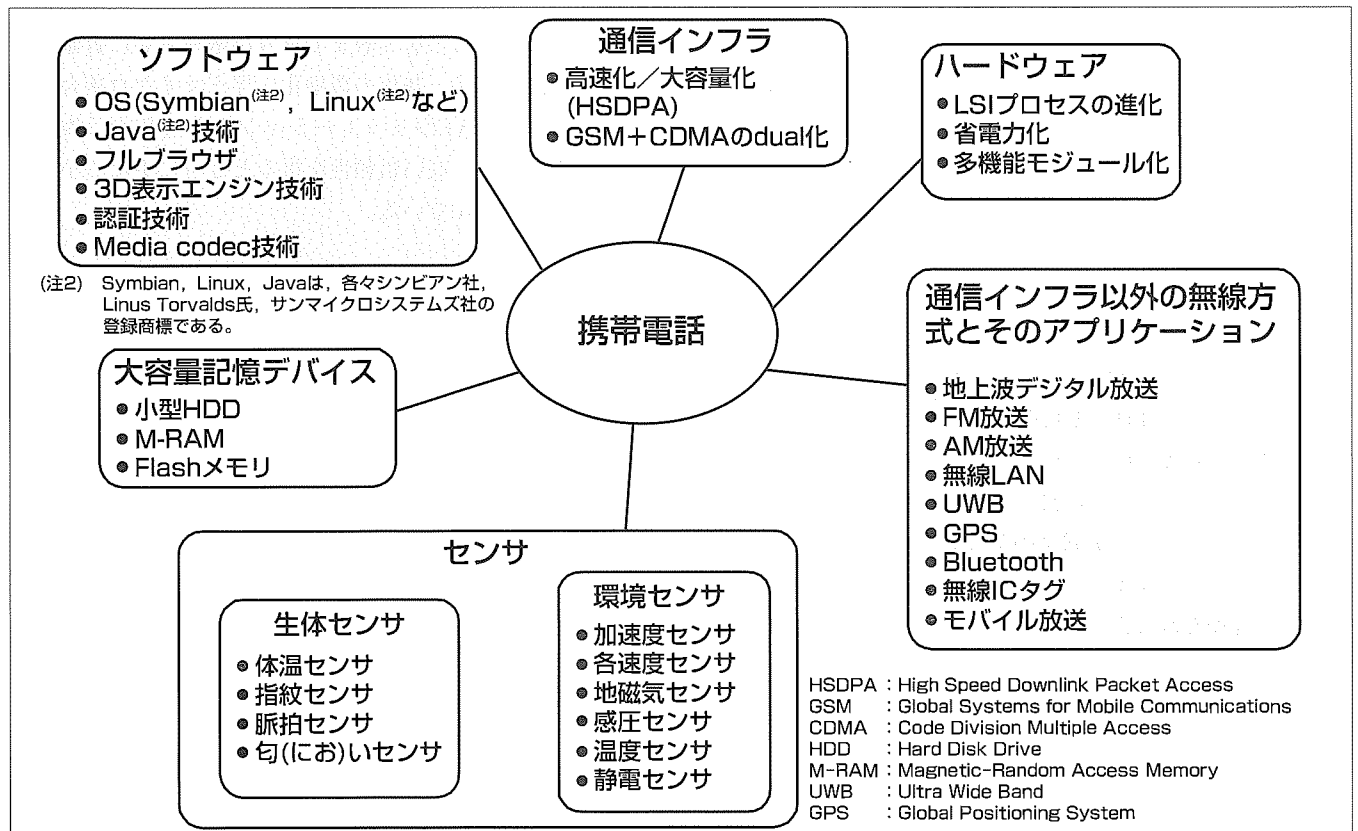 ソフトウェア
● OS(Symbian(注2), Linux(注2)など)
● Java(注2)技術
● フルブラウザ
● 3D表示エンジン技術
● 認証技術
● Media codec技術
(注2) Symbian, Linux, Javaは, 各々シンビアン社,
Linus Torvalds氏, サンマイクロシステムズ社の
登録商標である。
通信インフラ
● 高速化/大容量化
(HSDPA)
● GSM+CDMAのdual化
ハードウェア
● LSIプロセスの進化
● 省電力化
● 多機能モジュール化
携帯電話
大容量記憶デバイス
● 小型HDD
● M-RAM
● Flashメモリ
通信インフラ以外の無線方
式とそのアプリケーション
● 地上波デジタル放送
● FM放送
● AM放送
● 無線LAN
● UWB
● GPS
● Bluetooth
● 無線ICタグ
● モバイル放送
センサ
生体センサ
● 体温センサ
● 指紋センサ
● 脈拍センサ
● 匂(にお)いセンサ
環境センサ
● 加速度センサ
● 各速度センサ
● 地磁気センサ
● 感圧センサ
● 温度センサ
● 静電センサ
HSDPA : High Speed Downlink Packet Access
GSM : Global Systems for Mobile Communications
CDMA : Code Division Multiple Access
HDD : Hard Disk Drive
M-RAM : Magnetic-Random Access Memory
UWB : Ultra Wide Band
GPS : Global Positioning System